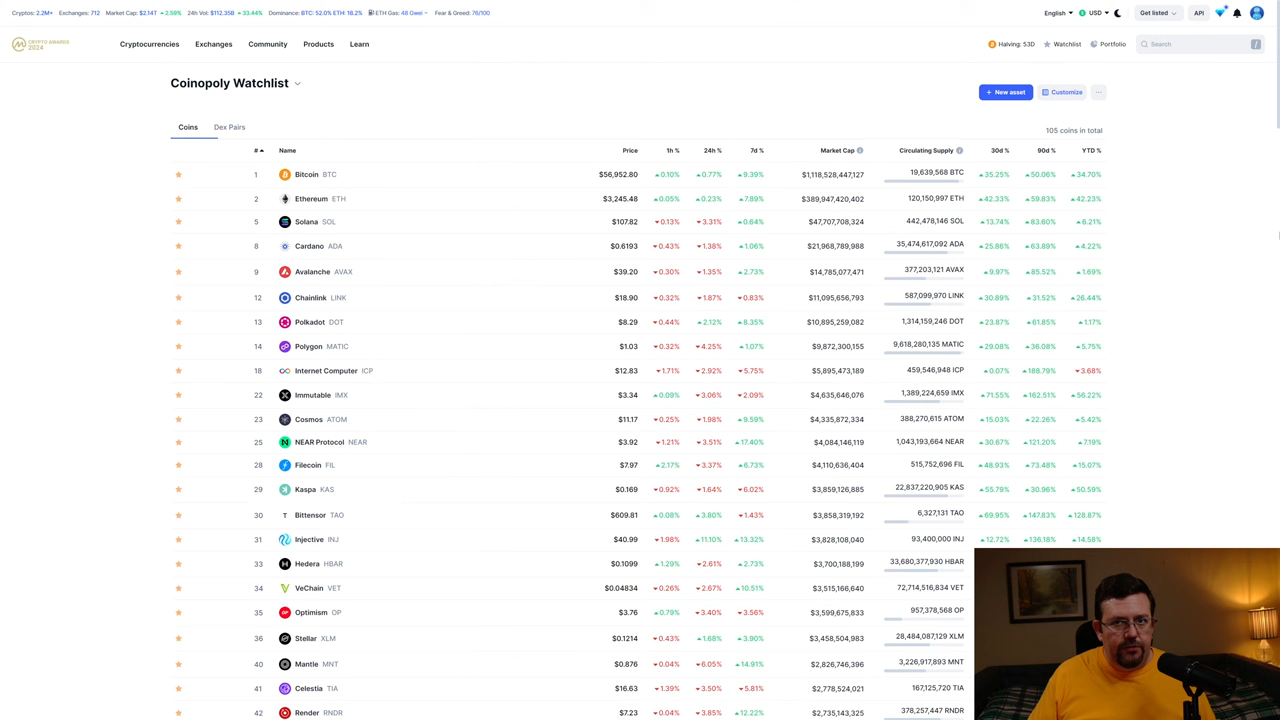 Cryptos: 2.2M+ Exchanges: 712 Market Cap: $2.14T 2.59% 24h Vol: $112.35B 33.44% Dominance: BTC: 52.0% ETH: 18.2% ETH Gas: 48 Gwei Fear & Greed: 76/100 English USD Get listed API
CRYPTO AWARDS 2024 Cryptocurrencies Exchanges Community Products Learn Halving: 53D Watchlist Portfolio Search /
Coinopoly Watchlist
+ New asset Customize ...
Coins Dex Pairs 105 coins in total
# Name Price 1h % 24h % 7d % Market Cap Circulating Supply 30d % 90d % YTD %
1 Bitcoin BTC $56,952.80 0.10% 0.77% 9.39% $1,118,528,447,127 19,639,568 BTC 35.25% 50.06% 34.70%
2 Ethereum ETH $3,245.48 0.05% 0.23% 7.89% $389,947,420,402 120,150,997 ETH 42.33% 59.83% 42.23%
5 Solana SOL $107.82 0.13% 3.31% 0.64% $47,707,708,324 442,478,146 SOL 13.74% 83.60% 6.21%
8 Cardano ADA $0.6193 0.43% 1.38% 1.06% $21,968,789,988 35,474,617,092 ADA 25.86% 63.89% 4.22%
9 Avalanche AVAX $39.20 0.30% 1.35% 2.73% $14,785,077,471 377,203,121 AVAX 9.97% 85.52% 1.69%
12 Chainlink LINK $18.90 0.32% 1.87% 0.83% $11,095,656,793 587,099,970 LINK 30.89% 31.52% 26.44%
13 Polkadot DOT $8.29 0.44% 2.12% 8.35% $10,895,259,082 1,314,159,246 DOT 23.87% 61.85% 1.17%
14 Polygon MATIC $1.03 0.32% 4.25% 1.07% $9,872,300,155 9,618,280,135 MATIC 29.08% 36.08% 5.75%
18 Internet Computer ICP $12.83 1.71% 2.92% 5.75% $5,895,473,189 459,546,948 ICP 0.07% 188.79% 3.68%
22 Immutable IMX $3.34 0.09% 3.06% 2.09% $4,635,646,076 1,389,224,659 IMX 71.55% 162.51% 56.22%
23 Cosmos ATOM $11.17 0.25% 1.98% 9.59% $4,335,872,334 388,270,615 ATOM 15.03% 22.26% 5.42%
25 NEAR Protocol NEAR $3.92 1.21% 3.51% 17.40% $4,084,146,119 1,043,193,664 NEAR 30.67% 121.20% 7.19%
28 Filecoin FIL $7.97 2.17% 3.37% 6.73% $4,110,636,404 515,752,696 FIL 48.93% 73.48% 15.07%
29 Kaspa KAS $0.169 0.92% 1.64% 6.02% $3,859,126,885 22,837,220,905 KAS 55.79% 30.96% 50.59%
30 Bittensor TAO $609.81 0.08% 3.80% 1.43% $3,858,319,192 6,327,131 TAO 69.95% 147.83% 128.87%
31 Injective INJ $40.99 1.98% 11.10% 13.32% $3,828,108,040 93,400,000 INJ 12.72% 136.18% 14.58%
33 Hedera HBAR $0.1099 1.29% 2.61% 2.73% $3,700,188,199 33,680,377,930 HBAR
34 VeChain VET $0.04834 0.26% 2.67% 10.51% $3,515,166,640 72,714,516,834 VET
35 Optimism OP $3.76 0.79% 3.40% 3.56% $3,599,675,833 957,378,568 OP
36 Stellar XLM $0.1214 0.43% 1.68% 3.90% $3,458,504,983 28,484,087,129 XLM
40 Mantle MNT $0.876 0.04% 6.05% 14.91% $2,826,746,396 3,226,917,893 MNT
41 Celestia TIA $16.63 1.39% 3.50% 5.81% $2,778,524,021 167,125,720 TIA
42 Render RNDR $7.23 0.04% 3.85% 12.22% $2,735,143,325 378,257,447 RNDR